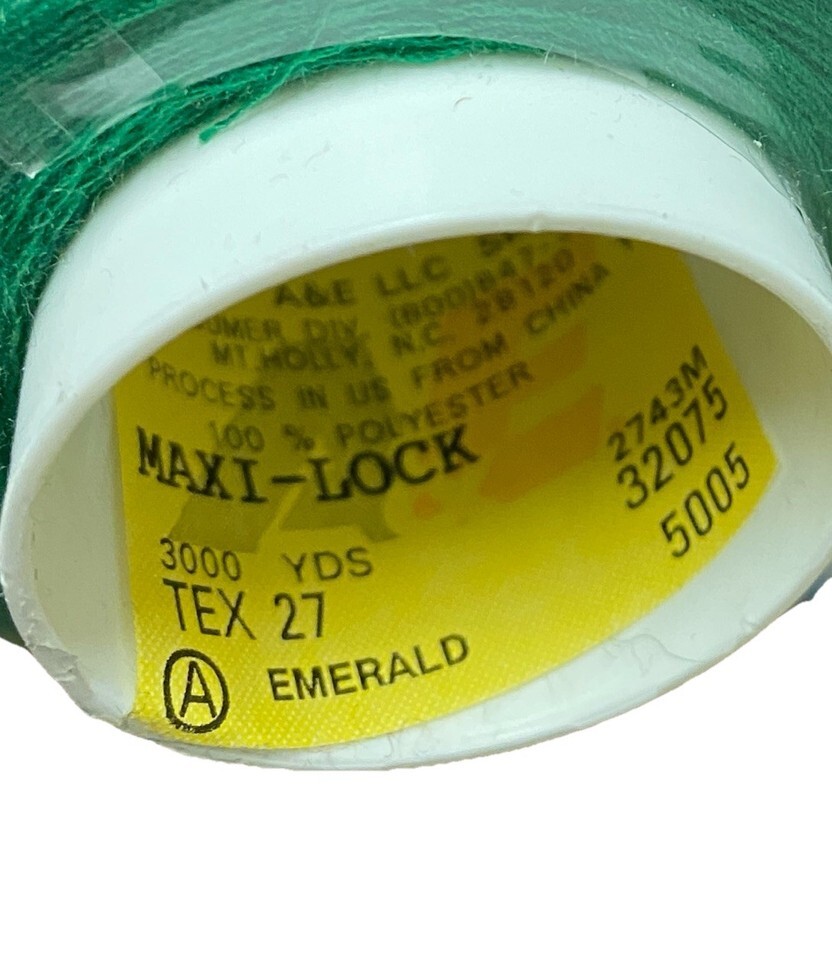 A&E LLC
DIV. (800)847-
MT.HOLLY, N.C. 28120
PROCESS IN US FROM CHINA
100 % POLYESTER
MAXI-LOCK
2743M
32075
3000 YDS
5005
TEX 27
A EMERALD